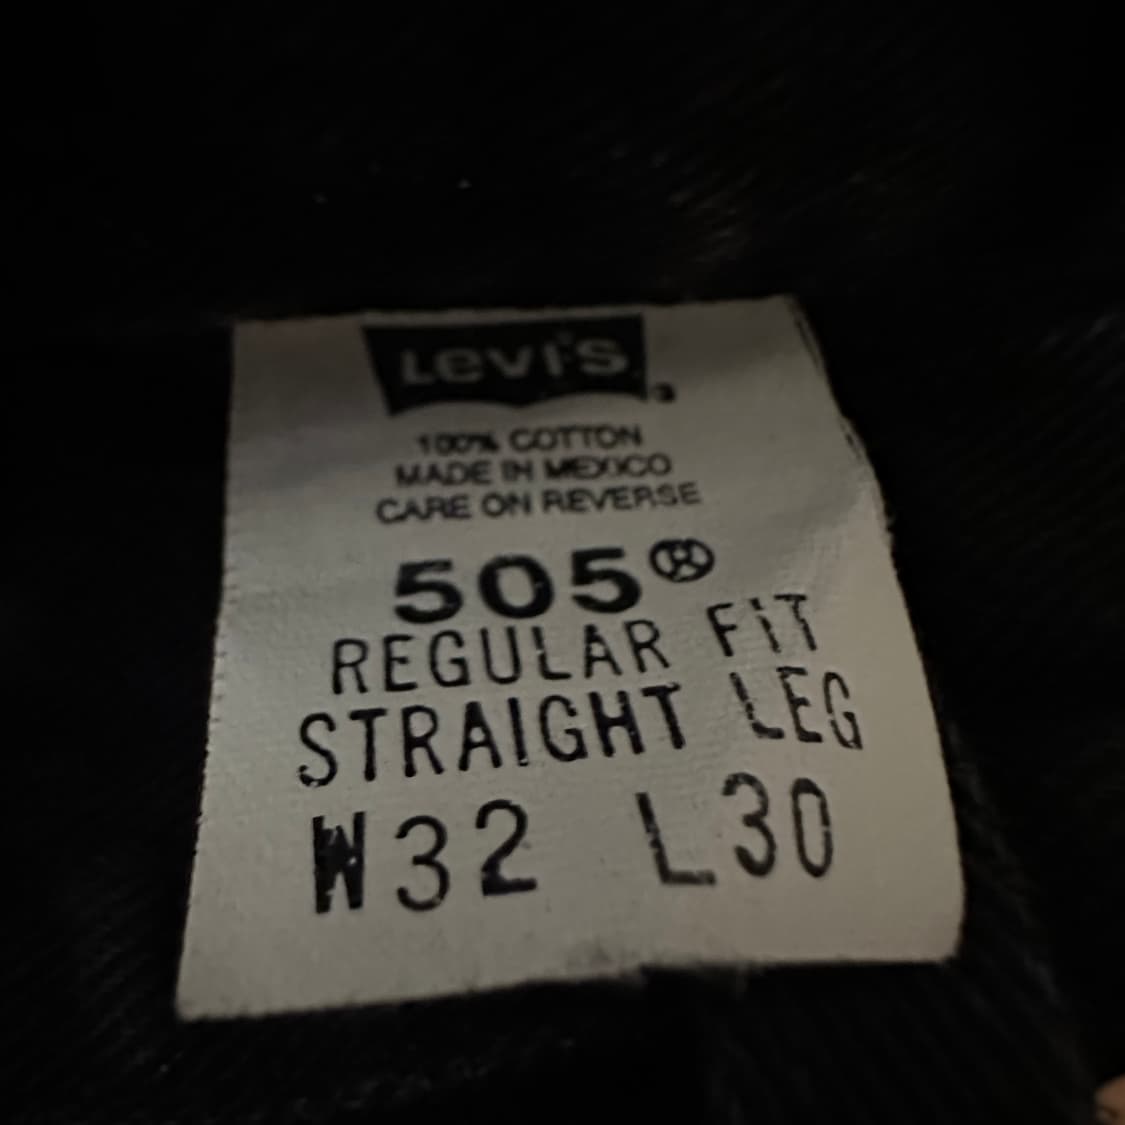 Levi's
100% COTTON
MADE IN MEXICO
CARE ON REVERSE
505®
REGULAR FIT
STRAIGHT LEG
W32 L30